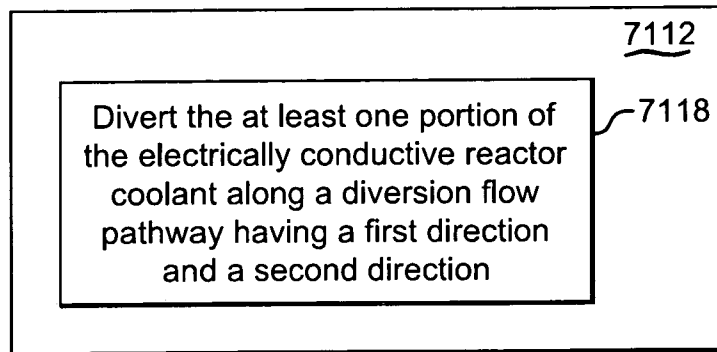 7112
Divert the at least one portion of
the electrically conductive reactor
coolant along a diversion flow
pathway having a first direction
and a second direction
7118